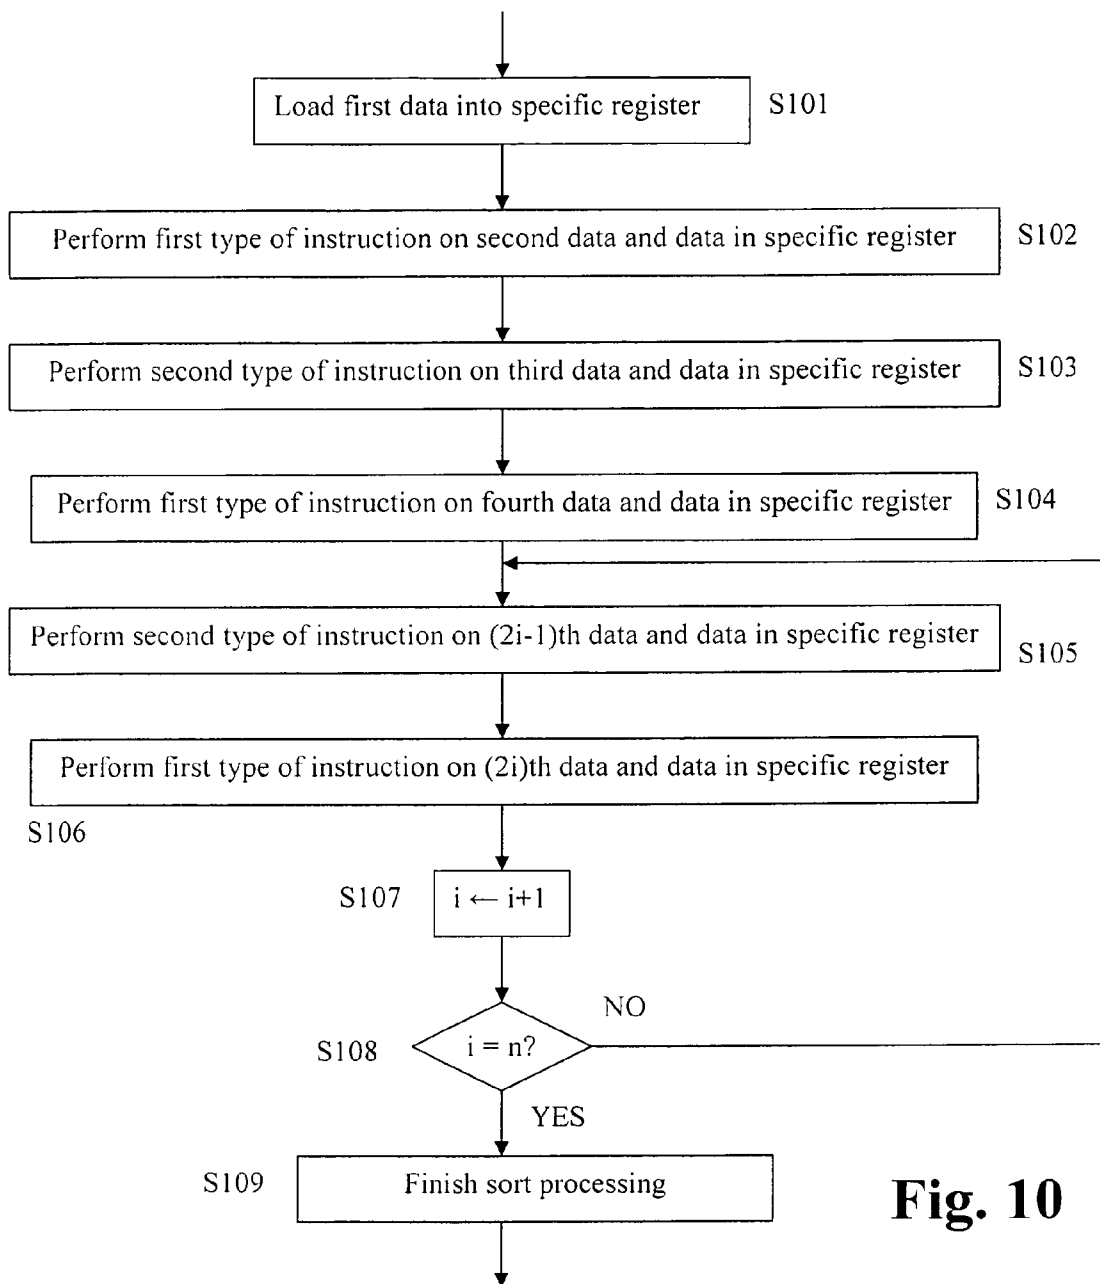 Load first data into specific register
S101
Perform first type of instruction on second data and data in specific register
S102
Perform second type of instruction on third data and data in specific register
S103
Perform first type of instruction on fourth data and data in specific register
S104
Perform second type of instruction on (2i-1)th data and data in specific register
S105
Perform first type of instruction on (2i)th data and data in specific register
S106
S107
i ← i+1
NO
S108
i = n?
YES
S109
Finish sort processing
Fig. 10